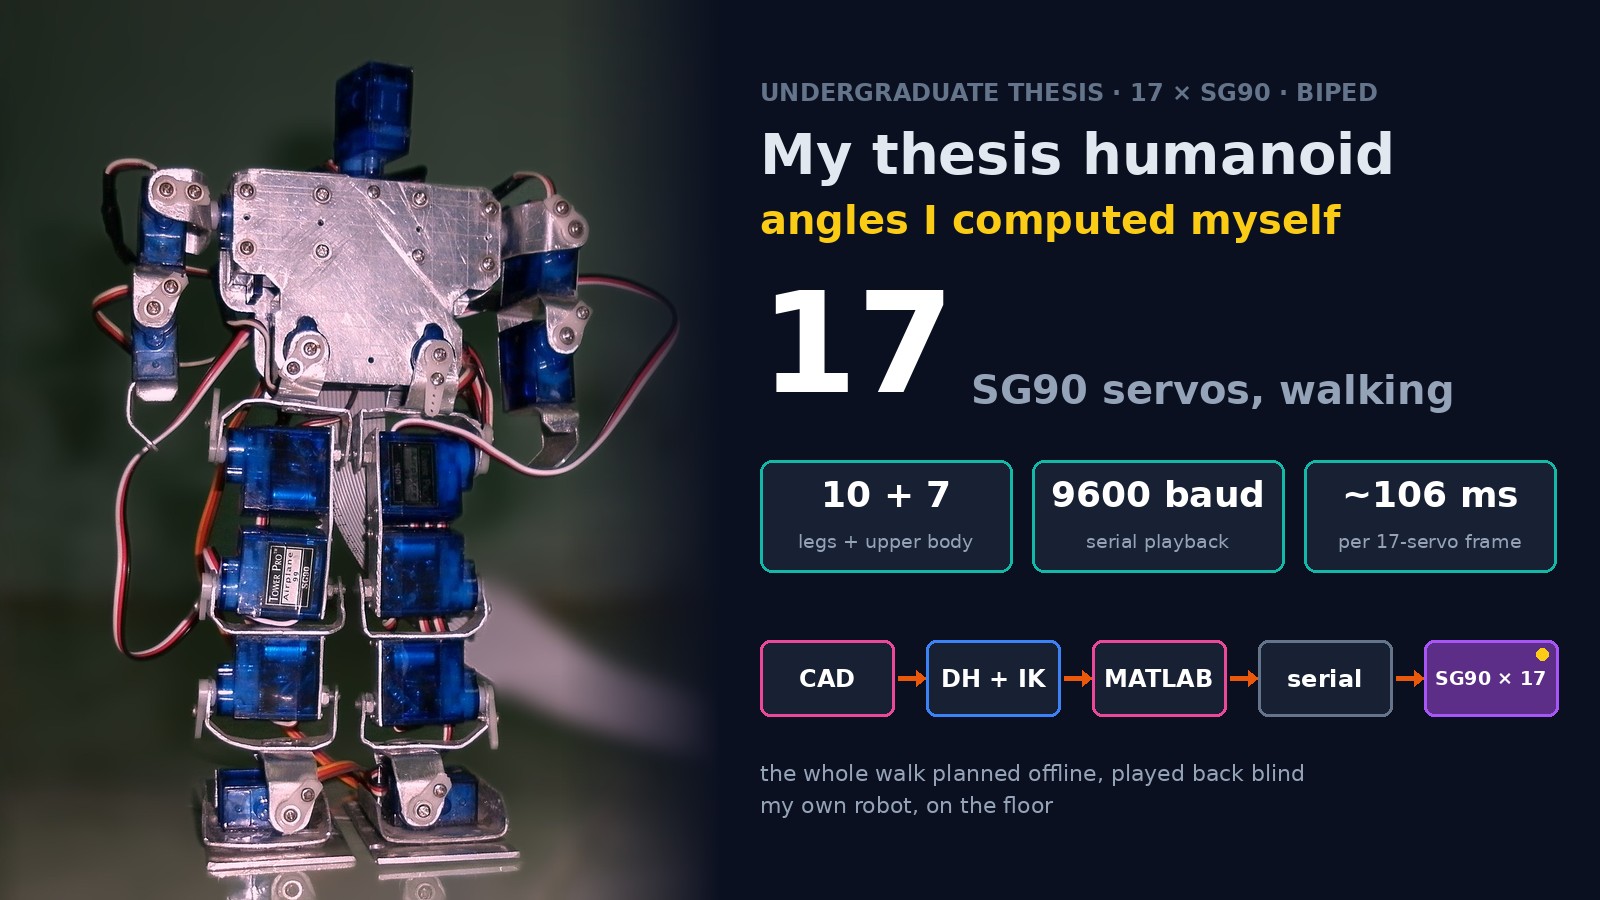 UNDERGRADUATE THESIS · 17 × SG90 · BIPED
My thesis humanoid
angles I computed myself
17 SG90 servos, walking
10 + 7
legs + upper body
9600 baud
serial playback
~106 ms
per 17-servo frame
CAD
DH + IK
MATLAB
serial
SG90 × 17
the whole walk planned offline, played back blind
my own robot, on the floor
TOWER PRO™
Airplane
9g
SG90